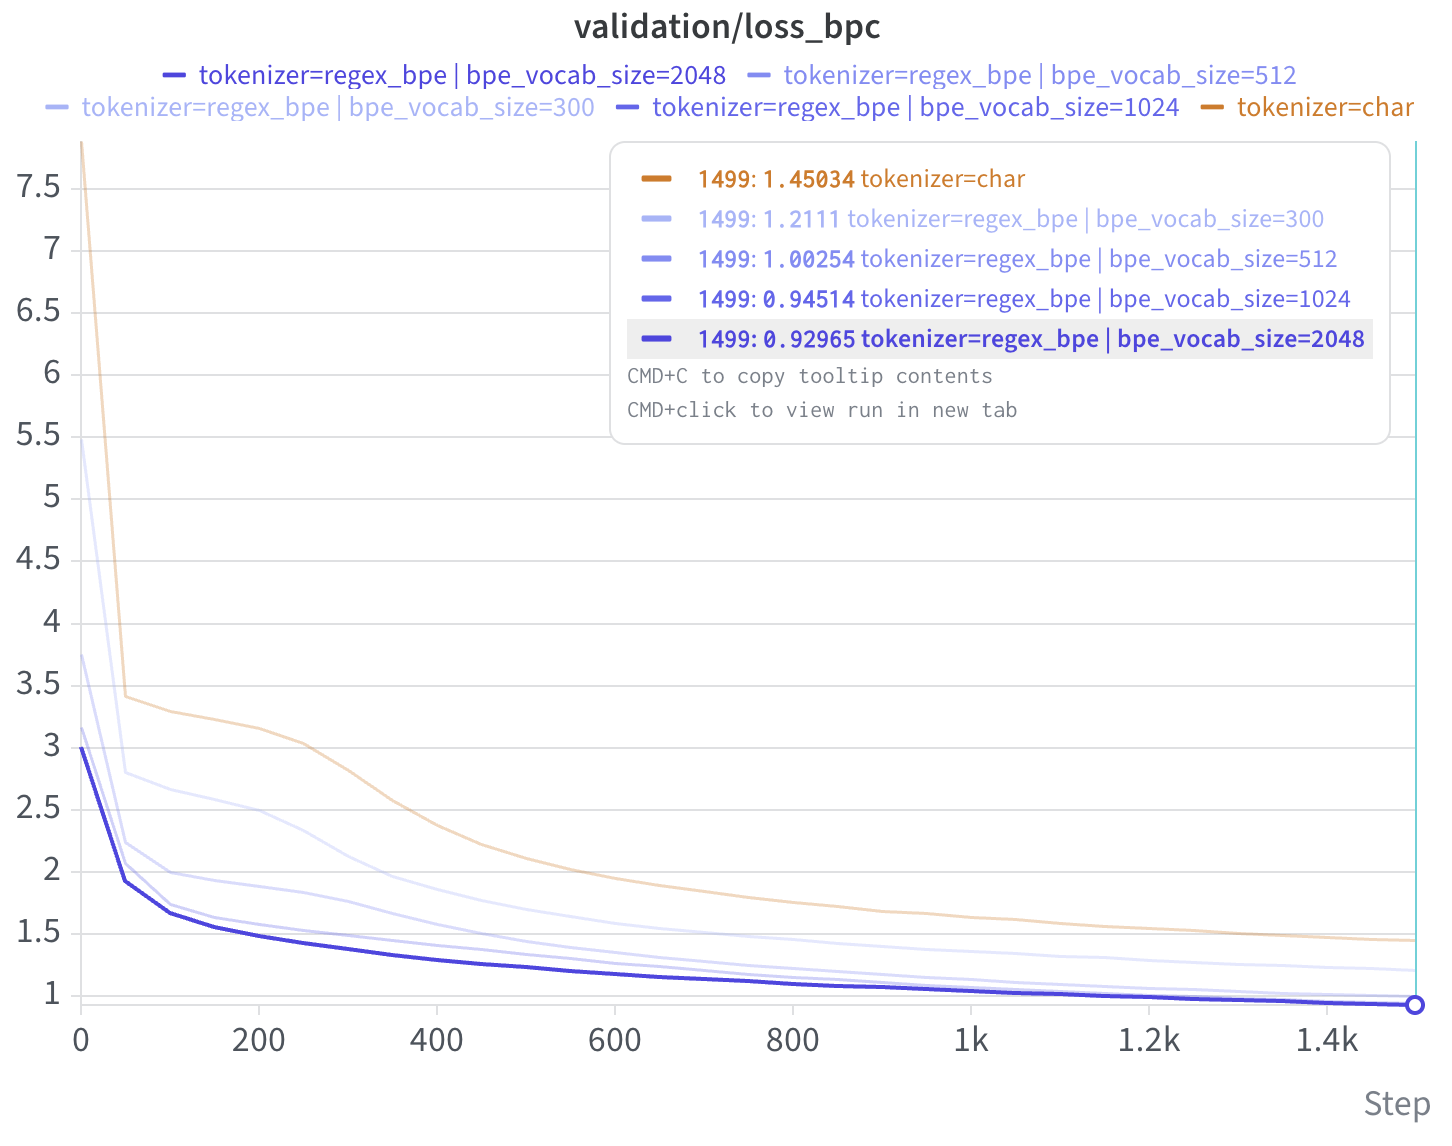 validation/loss_bpc
tokenizer=regex_bpe | bpe_vocab_size=2048 tokenizer=regex_bpe | bpe_vocab_size=512
tokenizer=regex_bpe | bpe_vocab_size=300 tokenizer=regex_bpe | bpe_vocab_size=1024 tokenizer=char
1499: 1.45034 tokenizer=char
1499: 1.2111 tokenizer=regex_bpe | bpe_vocab_size=300
1499: 1.00254 tokenizer=regex_bpe | bpe_vocab_size=512
1499: 0.94514 tokenizer=regex_bpe | bpe_vocab_size=1024
1499: 0.92965 tokenizer=regex_bpe | bpe_vocab_size=2048
CMD+C to copy tooltip contents
CMD+click to view run in new tab
7.5
7
6.5
6
5.5
5
4.5
4
3.5
3
2.5
2
1.5
1
0 200 400 600 800 1k 1.2k 1.4k
Step